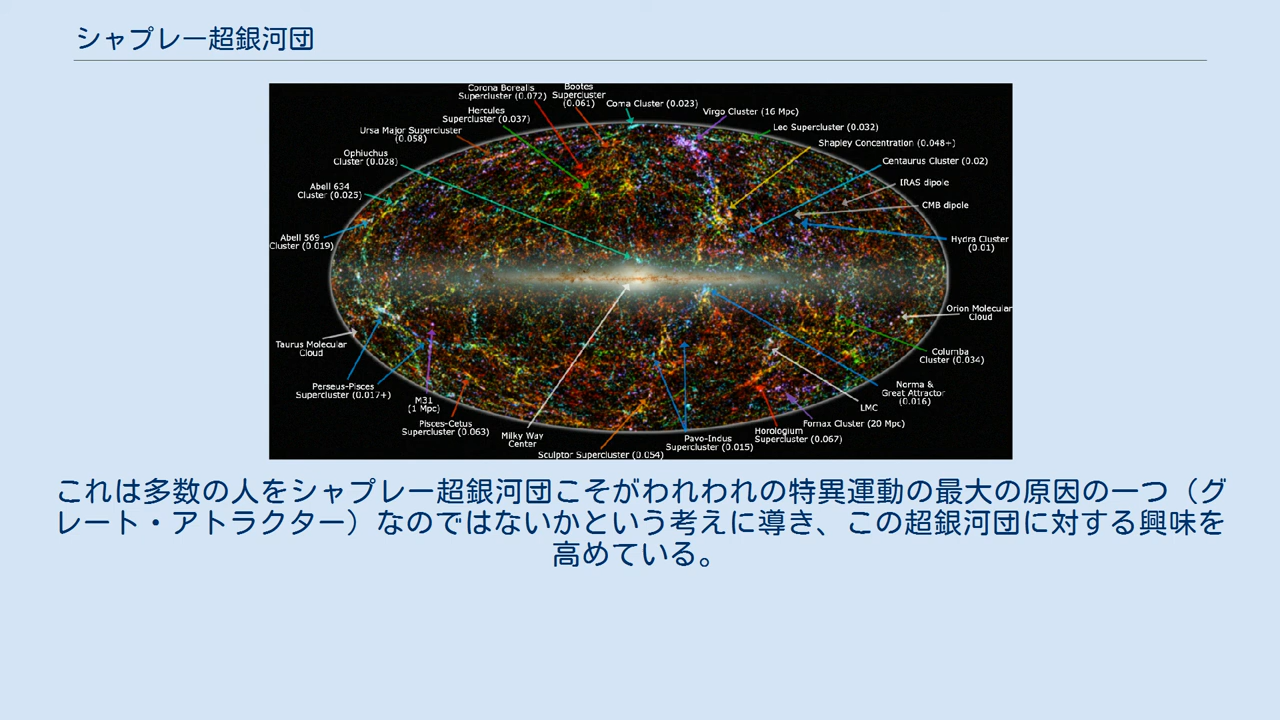 シャプレー超銀河団
Corona Borealis
Supercluster (0.072)
Bootes
Supercluster
(0.061)
Coma Cluster (0.023)
Virgo Cluster (16 Mpc)
Hercules
Supercluster (0.037)
Leo Supercluster (0.032)
Ursa Major Supercluster
(0.058)
Shapley Concentration (0.048+)
Ophiuchus
Cluster (0.028)
Centaurus Cluster (0.02)
Abell 634
Cluster (0.025)
IRAS dipole
CMB dipole
Abell 569
Cluster (0.019)
Hydra Cluster
(0.01)
Orion Molecular
Cloud
Taurus Molecular
Cloud
Columba
Cluster (0.034)
Perseus-Pisces
Supercluster (0.017+)
Norma &
Great Attractor
(0.016)
M31
(1 Mpc)
LMC
Fornax Cluster (20 Mpc)
Pisces-Cetus
Supercluster (0.063)
Horologium
Supercluster (0.067)
Milky Way
Center
Pavo-Indus
Supercluster (0.015)
Sculptor Supercluster (0.054)
これは多数の人をシャプレー超銀河団こそがわれわれの特異運動の最大の原因の一つ（グ
レート・アトラクター）なのではないかという考えに導き、この超銀河団に対する興味を
高めている。